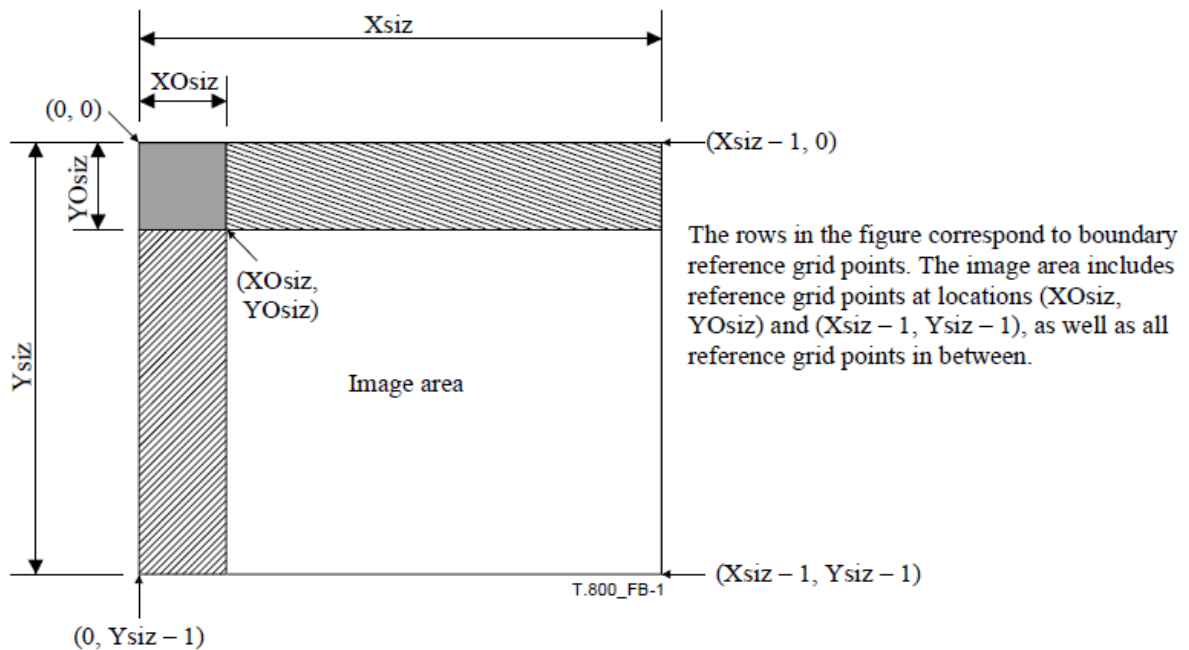 Xsiz
XOsiz
(0, 0)
(Xsiz – 1, 0)
YOsiz
The rows in the figure correspond to boundary
reference grid points. The image area includes
reference grid points at locations (XOsiz,
YOsiz) and (Xsiz – 1, Ysiz – 1), as well as all
reference grid points in between.
(XOsiz,
YOsiz)
Ysiz
Image area
(Xsiz – 1, Ysiz – 1)
T.800_FB-1
(0, Ysiz – 1)